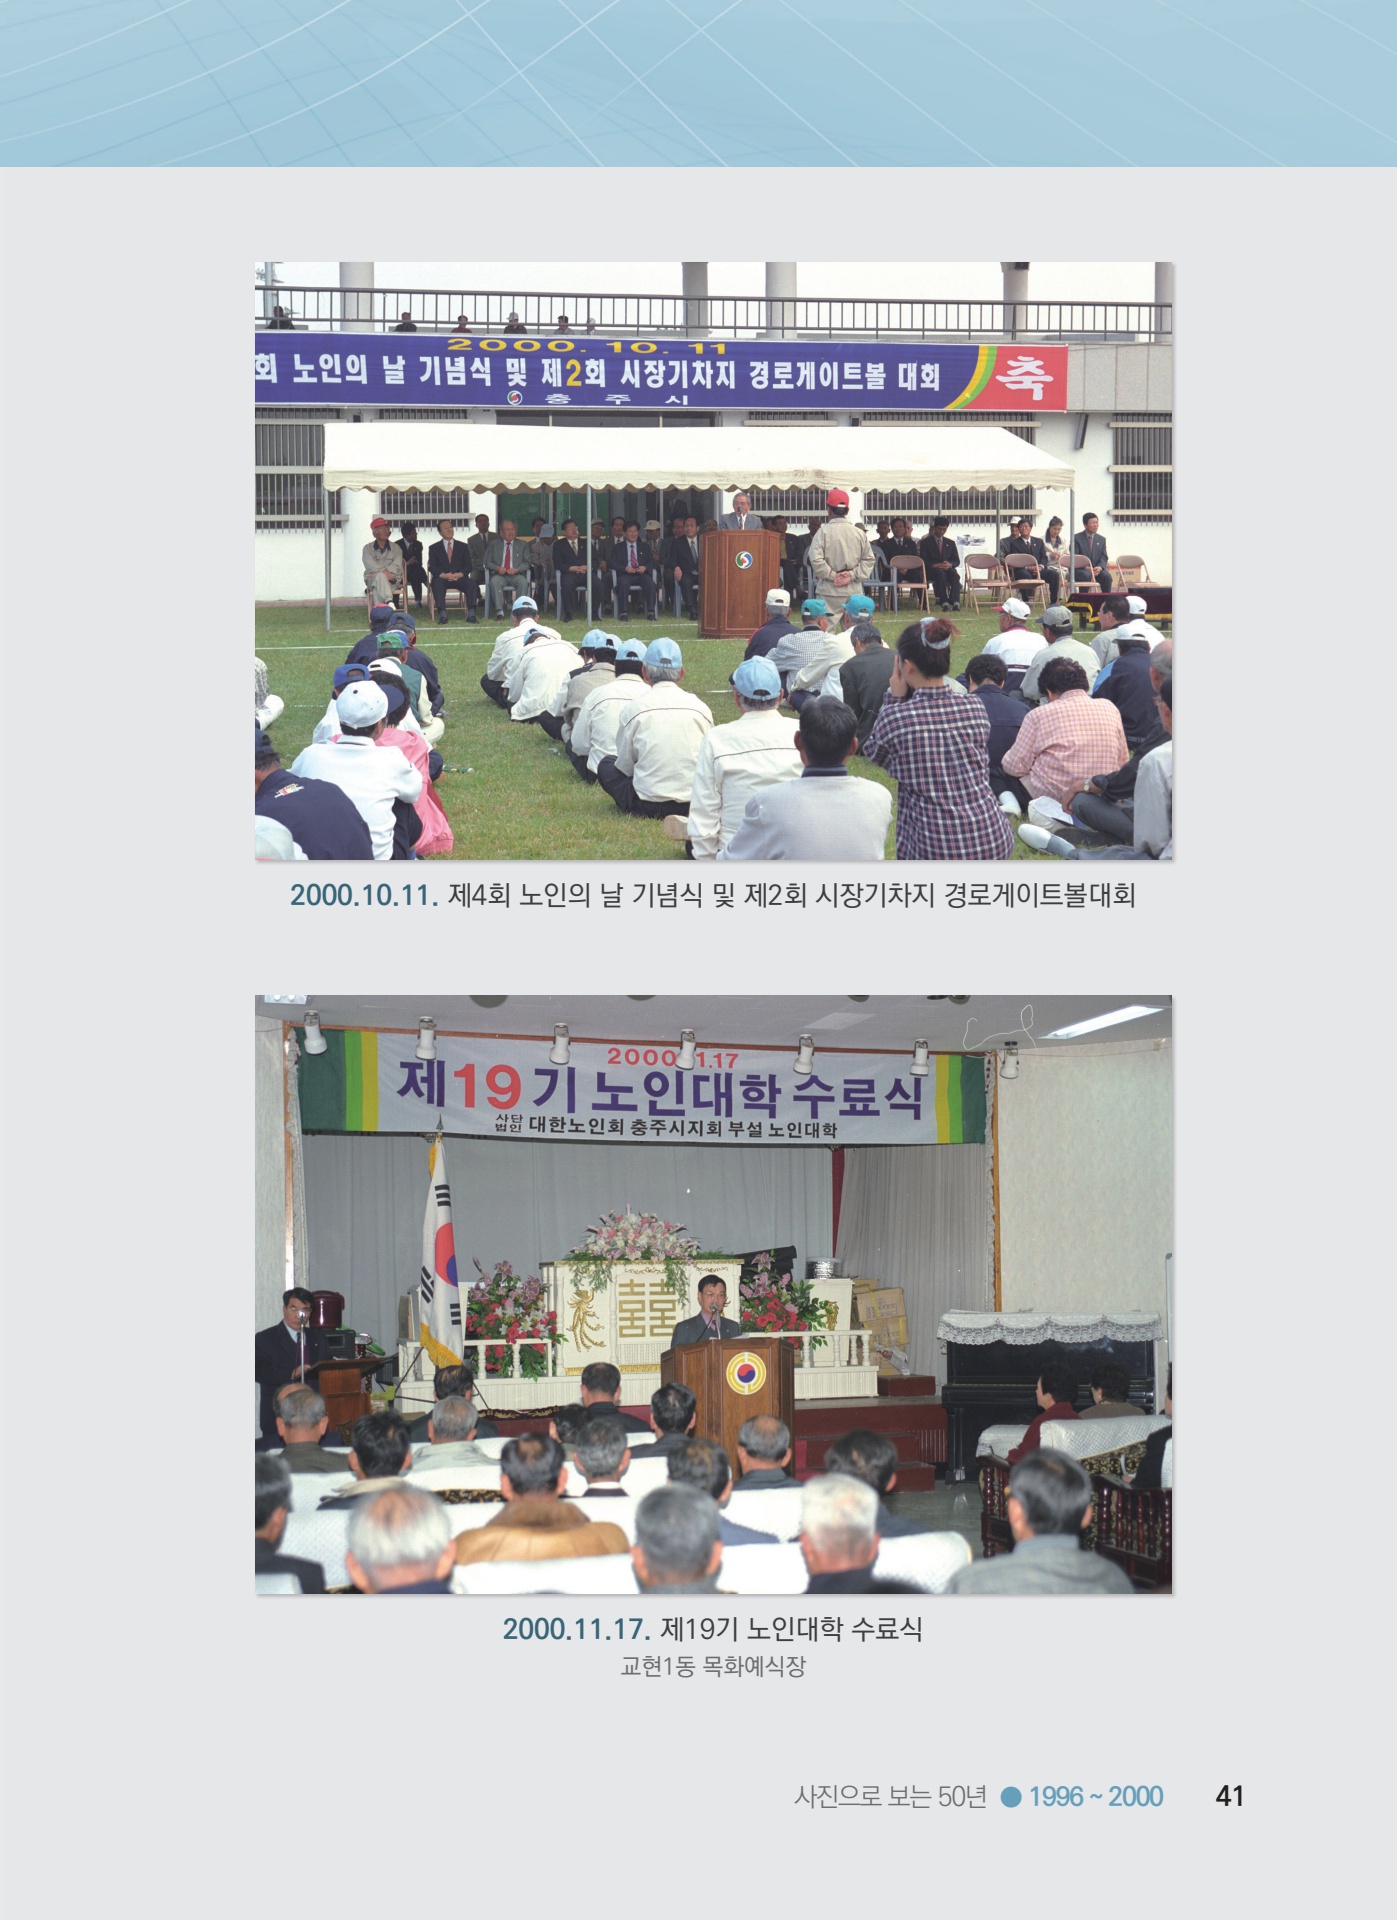 2000. 10. 11
회 노인의 날 기념식 및 제2회 시장기차지 경로게이트볼 대회
축
충주시
2000.10.11. 제4회 노인의 날 기념식 및 제2회 시장기차지 경로게이트볼대회
2000 1.17
제19기 노인대학 수료식
사단법인 대한노인회 충주시지회 부설 노인대학
囍
2000.11.17. 제19기 노인대학 수료식
교현1동 목화예식장
사진으로 보는 50년 ● 1996 ~ 2000 41